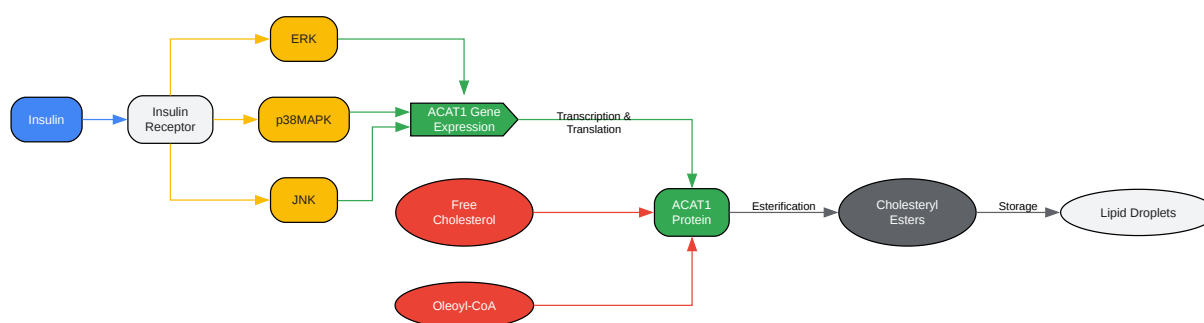 ERK
Insulin
Insulin
Receptor
p38MAPK
ACAT1 Gene
Expression
Transcription &
Translation
JNK
Free
Cholesterol
ACAT1
Protein
Esterification
Cholesteryl
Esters
Storage
Lipid Droplets
Oleoyl-CoA